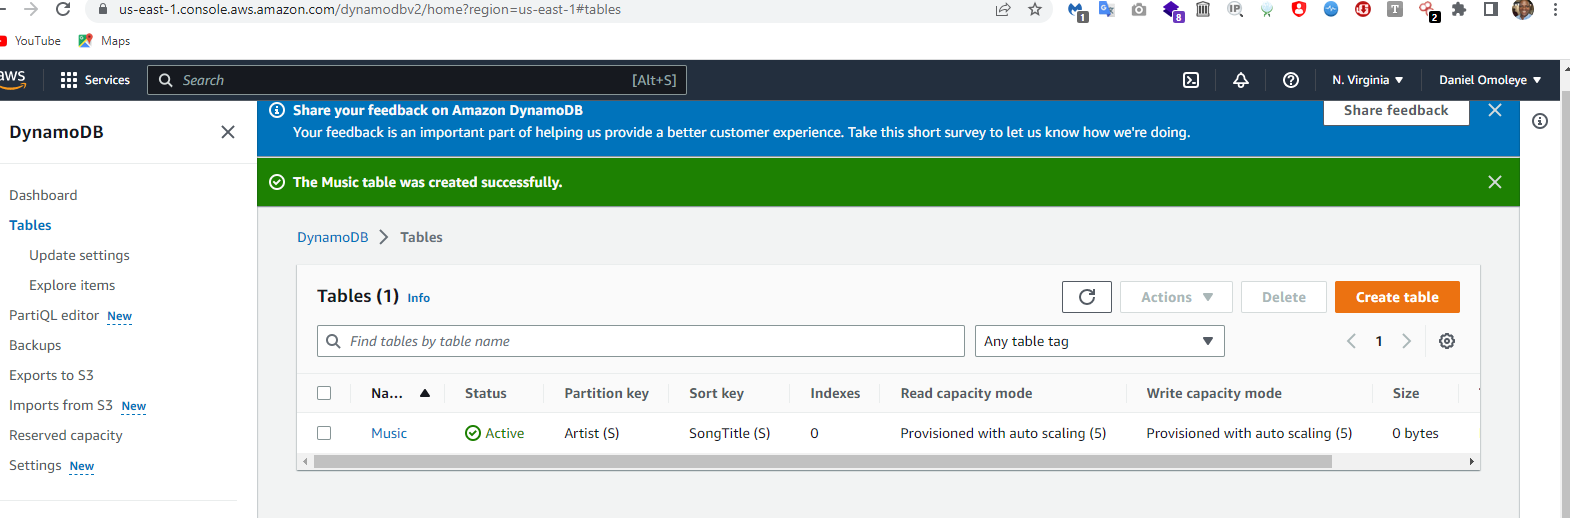 us-east-1.console.aws.amazon.com/dynamodbv2/home?region=us-east-1#tables
1
8
IP
T
2
YouTube
Maps
aws
Services
Search
[Alt+S]
N. Virginia
Daniel Omoleye
DynamoDB
Share your feedback on Amazon DynamoDB
Your feedback is an important part of helping us provide a better customer experience. Take this short survey to let us know how we're doing.
Share feedback
The Music table was created successfully.
Dashboard
Tables
Update settings
Explore items
PartiQL editor New
Backups
Exports to S3
Imports from S3 New
Reserved capacity
Settings New
DynamoDB > Tables
Tables (1) Info
Actions
Delete
Create table
Find tables by table name
Any table tag
1
Na... Status Partition key Sort key Indexes Read capacity mode Write capacity mode Size
Music Active Artist (S) SongTitle (S) 0 Provisioned with auto scaling (5) Provisioned with auto scaling (5) 0 bytes